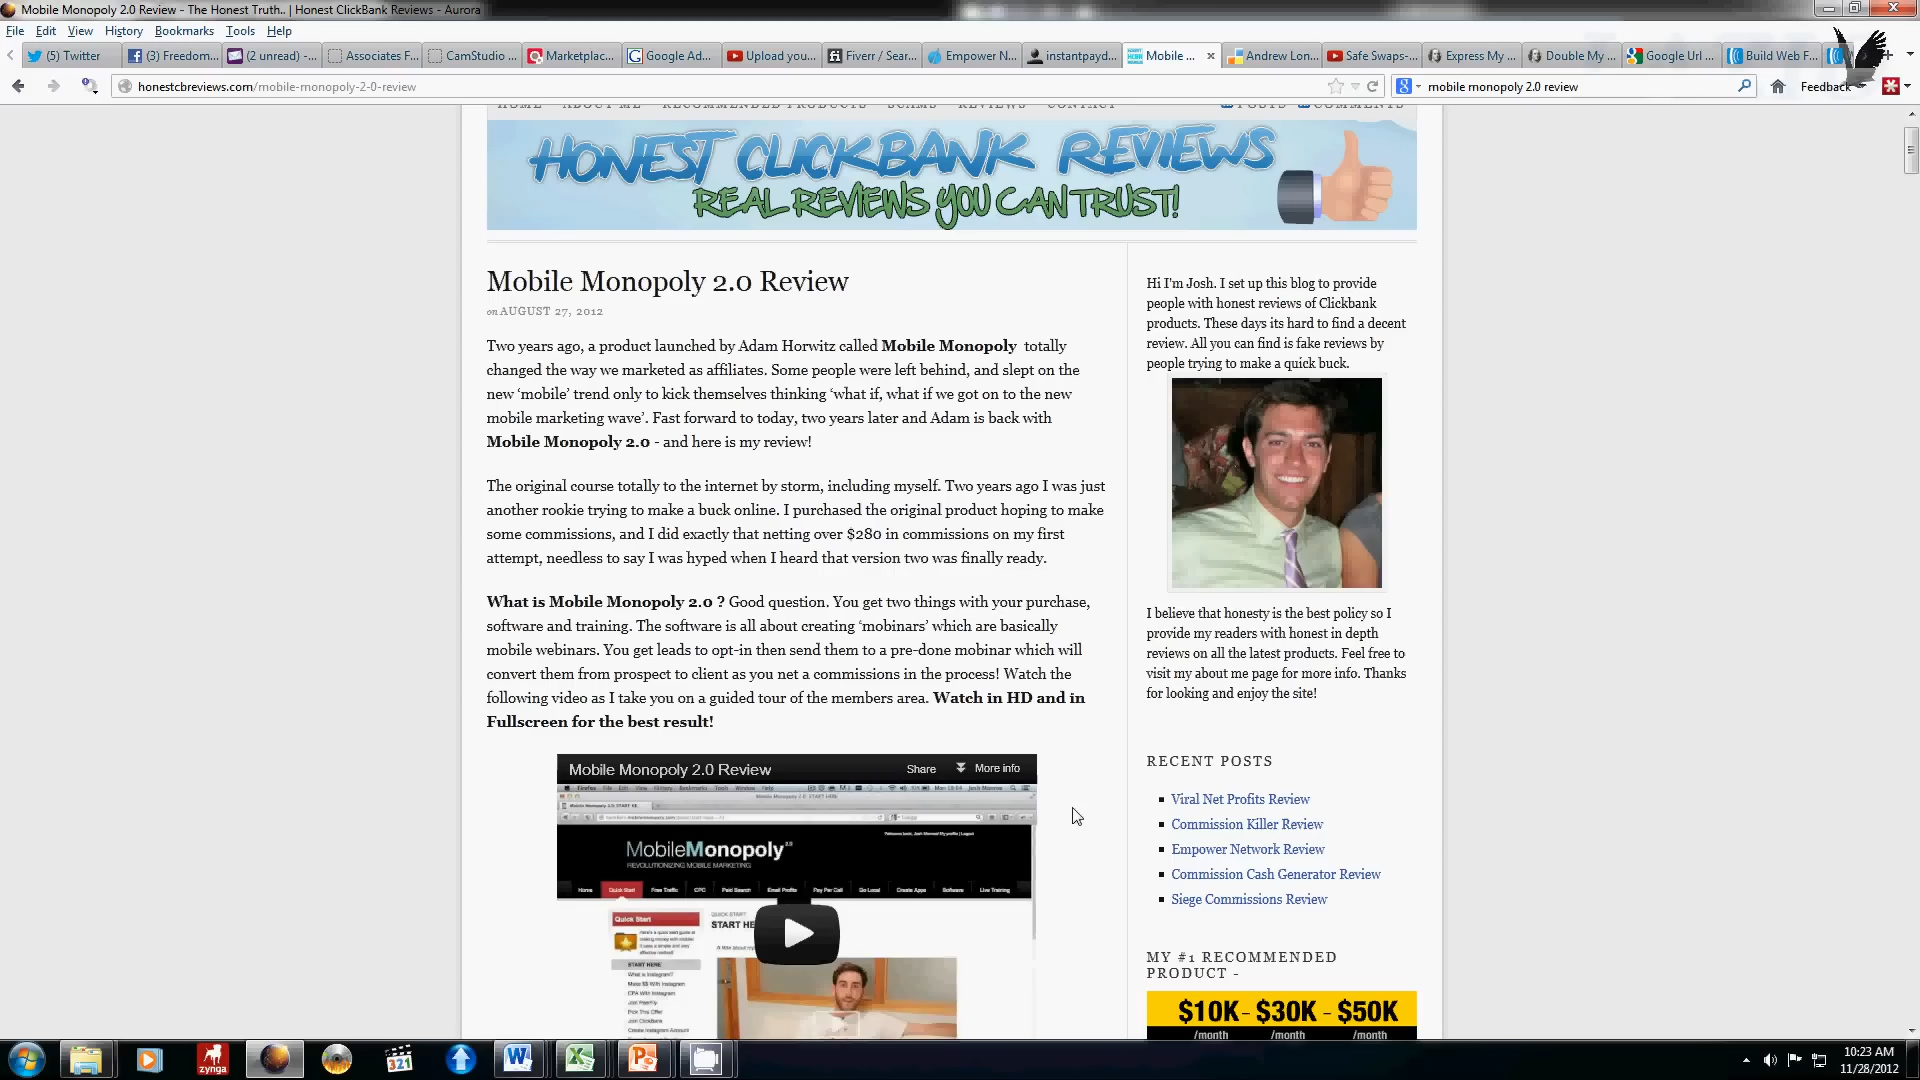 Mobile Monopoly 2.0 Review - The Honest Truth.. | Honest ClickBank Reviews - Aurora
File Edit View History Bookmarks Tools Help
(5) Twitter
(3) Freedom...
(2 unread) -...
Associates F...
CamStudio ...
Marketplac...
Google Ad...
Upload you...
Fiverr / Sear...
Empower N...
instantpayd...
Mobile ...
Andrew Lon...
Safe Swaps-...
Express My ...
Double My ...
Google Url ...
Build Web F...
honestcbreviews.com/mobile-monopoly-2-0-review
mobile monopoly 2.0 review
Feedback
HOME ABOUT ME RECOMMENDED PRODUCTS SCAMS REVIEWS CONTACT POSTS COMMENTS
HONEST CLICKBANK REVIEWS
REAL REVIEWS YOU CAN TRUST!
Mobile Monopoly 2.0 Review
on AUGUST 27, 2012
Two years ago, a product launched by Adam Horwitz called Mobile Monopoly totally
changed the way we marketed as affiliates. Some people were left behind, and slept on the
new ‘mobile’ trend only to kick themselves thinking ‘what if, what if we got on to the new
mobile marketing wave’. Fast forward to today, two years later and Adam is back with
Mobile Monopoly 2.0 - and here is my review!
The original course totally to the internet by storm, including myself. Two years ago I was just
another rookie trying to make a buck online. I purchased the original product hoping to make
some commissions, and I did exactly that netting over $280 in commissions on my first
attempt, needless to say I was hyped when I heard that version two was finally ready.
What is Mobile Monopoly 2.0 ? Good question. You get two things with your purchase,
software and training. The software is all about creating ‘mobinars’ which are basically
mobile webinars. You get leads to opt-in then send them to a pre-done mobinar which will
convert them from prospect to client as you net a commissions in the process! Watch the
following video as I take you on a guided tour of the members area. Watch in HD and in
Fullscreen for the best result!
Mobile Monopoly 2.0 Review
Share More info
MobileMonopoly 2.0
REVOLUTIONIZING MOBILE MARKETING
Home Quick Start Free Traffic CPC Paid Search Email Profits Pay Per Call Go Local Create Apps Software Live Training
Quick Start
QUICK START
START HE
START HERE
What is Instagram?
Make $$ With Instagram
CPA With Instagram
Pick This Offer
Join ClickBank
Create Instagram Account
Hi I'm Josh. I set up this blog to provide
people with honest reviews of Clickbank
products. These days its hard to find a decent
review. All you can find is fake reviews by
people trying to make a quick buck.
I believe that honesty is the best policy so I
provide my readers with honest in depth
reviews on all the latest products. Feel free to
visit my about me page for more info. Thanks
for looking and enjoy the site!
RECENT POSTS
Viral Net Profits Review
Commission Killer Review
Empower Network Review
Commission Cash Generator Review
Siege Commissions Review
MY #1 RECOMMENDED
PRODUCT -
$10K - $30K - $50K
/month /month /month
zynga
321
10:23 AM
11/28/2012